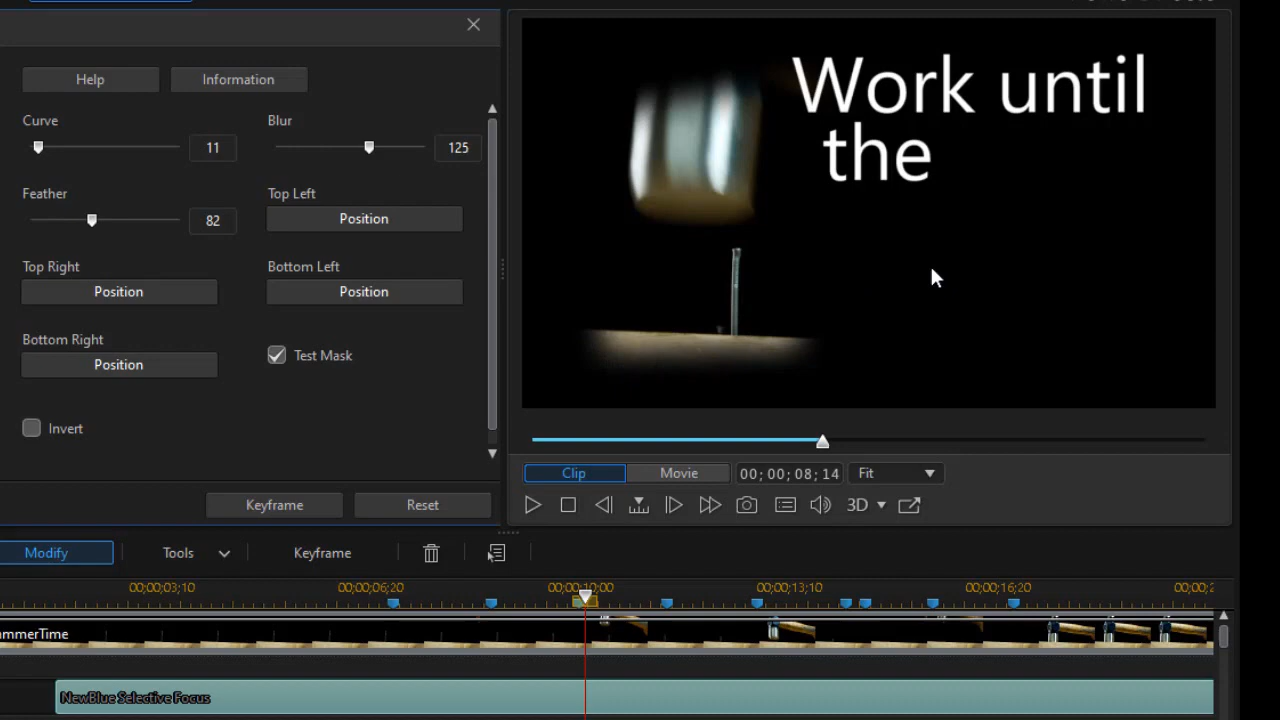 Help
Information
Curve
11
Blur
125
Feather
82
Top Left
Position
Top Right
Position
Bottom Left
Position
Bottom Right
Position
Test Mask
Invert
Keyframe
Reset
Work until
the
Clip
Movie
00;00;08;14
Fit
3D
Modify
Tools
Keyframe
00;00;03;10
00;00;06;20
00;00;10;00
00;00;13;10
00;00;16;20
ammerTime
NewBlue Selective Focus